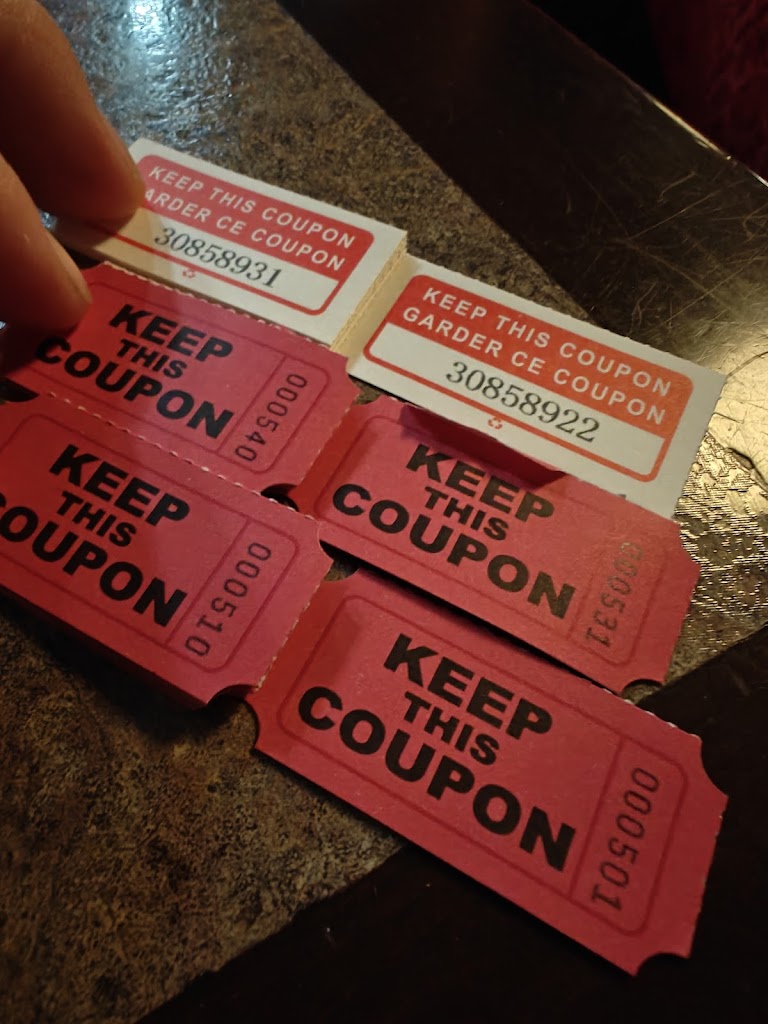 KEEP THIS COUPON
GARDER CE COUPON
30858931
KEEP THIS COUPON
GARDER CE COUPON
30858922
KEEP
THIS
COUPON
000540
KEEP
THIS
COUPON
000531
KEEP
THIS
COUPON
000510
KEEP
THIS
COUPON
000501